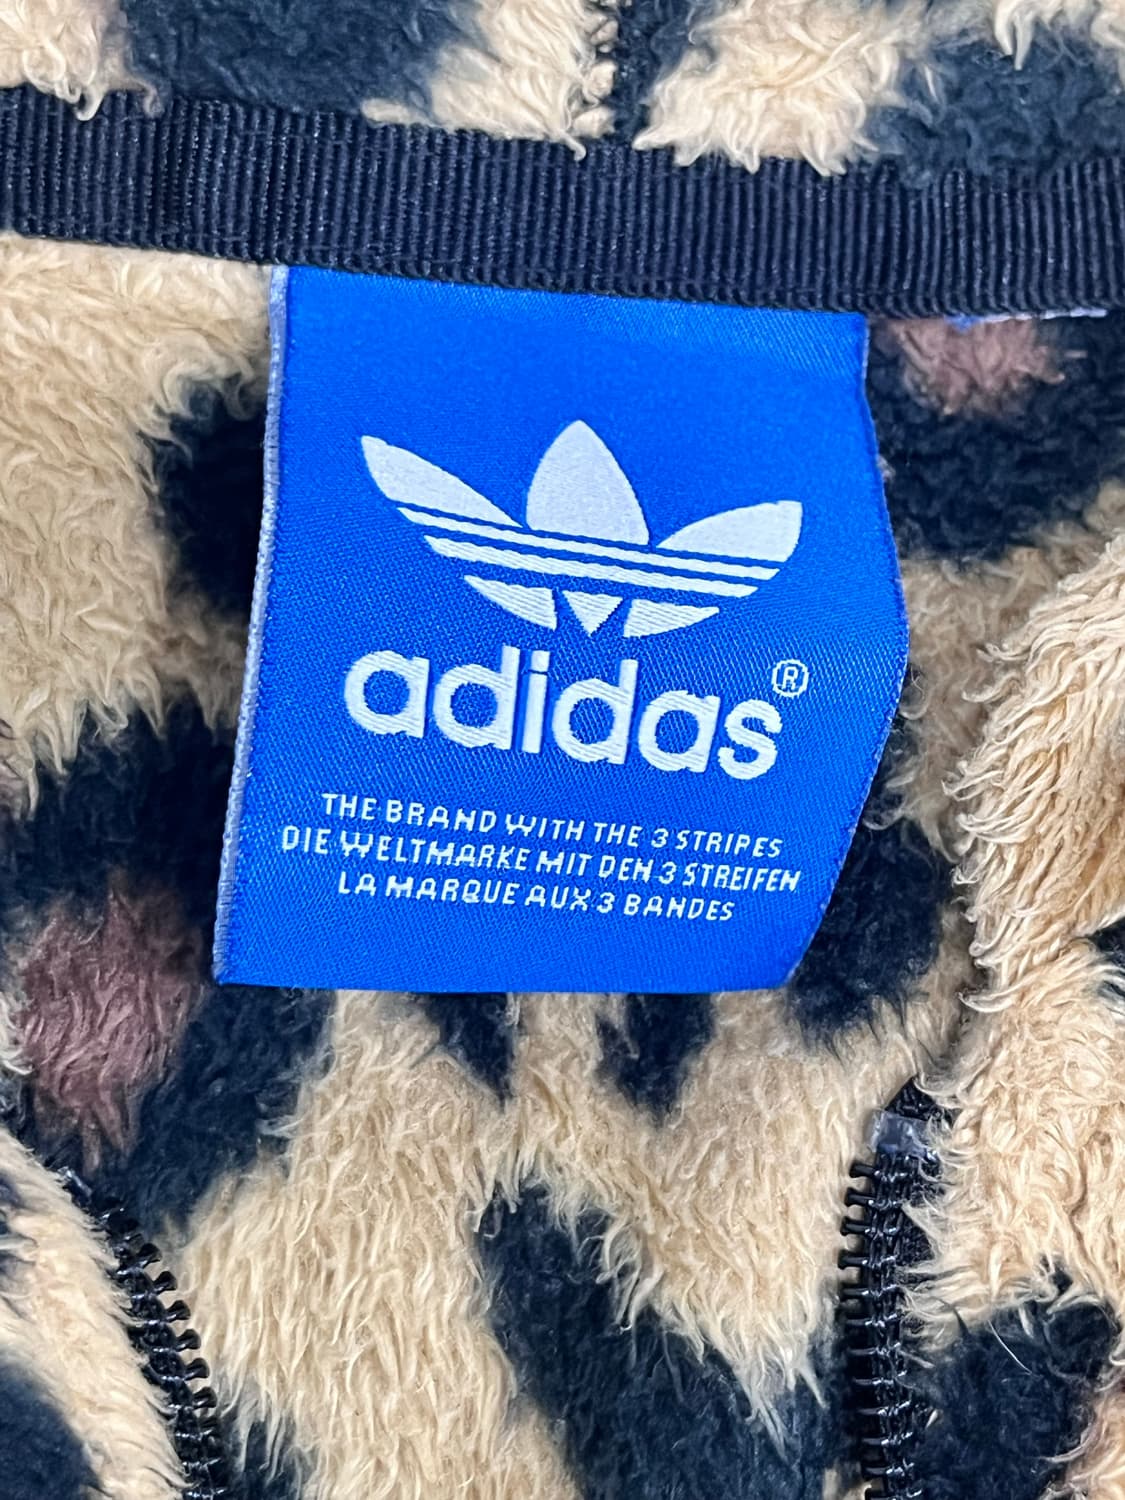 adidas®
THE BRAND WITH THE 3 STRIPES
DIE WELTMARKE MIT DEN 3 STREIFEN
LA MARQUE AUX 3 BANDES